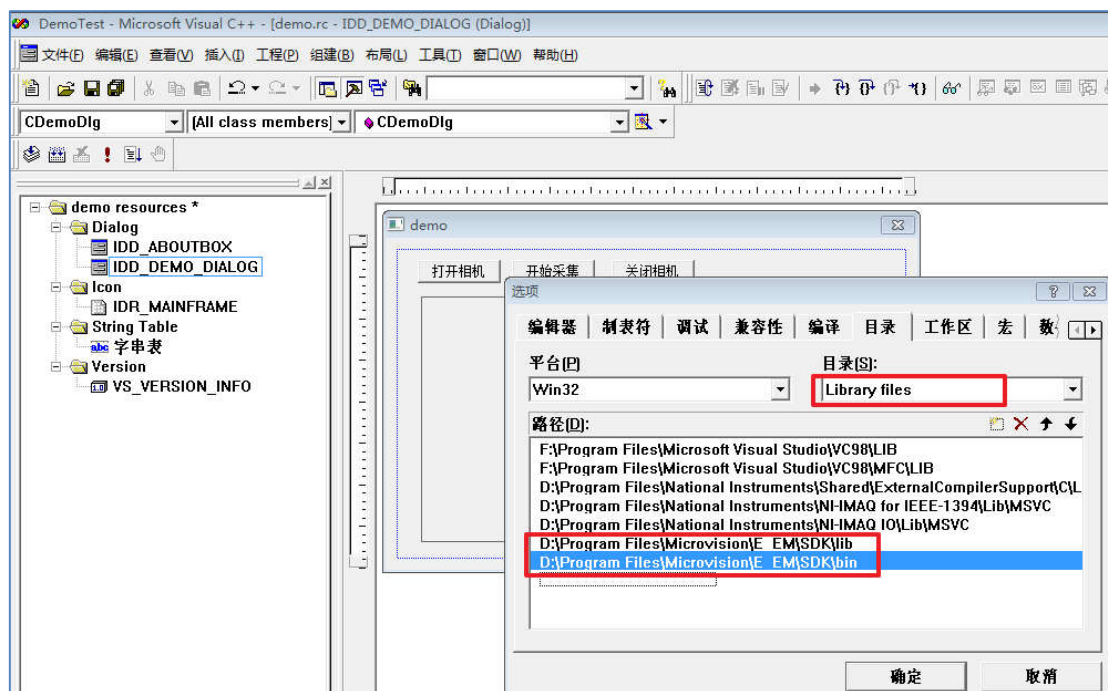 DemoTest - Microsoft Visual C++ - [demo.rc - IDD_DEMO_DIALOG (Dialog)]
文件(F) 编辑(E) 查看(V) 插入(I) 工程(P) 组建(B) 布局(L) 工具(T) 窗口(W) 帮助(H)
CDemoDlg [All class members] CDemoDlg
demo resources *
Dialog
IDD_ABOUTBOX
IDD_DEMO_DIALOG
Icon
IDR_MAINFRAME
String Table
abc 字串表
Version
VS_VERSION_INFO
demo
打开相机 开始采集 关闭相机
选项
编辑器 制表符 调试 兼容性 编译 目录 工作区 宏
平台(P) 目录(S):
Win32 Library files
路径(D):
F:\Program Files\Microsoft Visual Studio\VC98\LIB
F:\Program Files\Microsoft Visual Studio\VC98\MFC\LIB
D:\Program Files\National Instruments\Shared\ExternalCompilerSupport\C\L
D:\Program Files\National Instruments\NI-IMAQ for IEEE-1394\Lib\MSVC
D:\Program Files\National Instruments\NI-IMAQ IO\Lib\MSVC
D:\Program Files\Microvision\E_EM\SDK\lib
D:\Program Files\Microvision\E_EM\SDK\bin
确定 取消